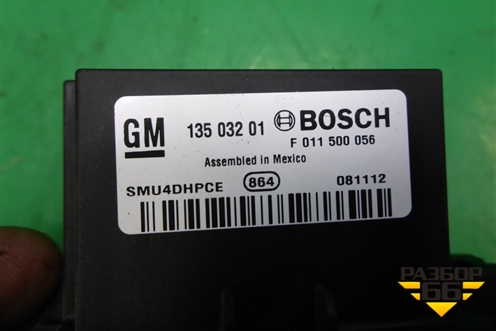 GM 135 032 01 BOSCH
F 011 500 056
Assembled in Mexico
SMU4DHPCE 864 081112
РАЗБОР
66